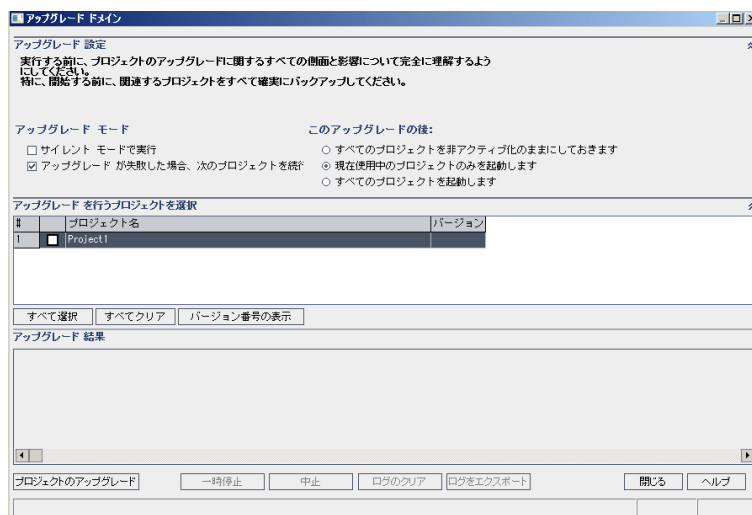 アップグレード ドメイン
アップグレード 設定
実行する前に、プロジェクトのアップグレードに関するすべての側面と影響について完全に理解するよう
にしてください。
特に、開始する前に、関連するプロジェクトをすべて確実にバックアップしてください。
アップグレード モード
このアップグレードの後:
サイレント モードで実行
すべてのプロジェクトを非アクティブ化のままにしておきます
アップグレード が失敗した場合、次のプロジェクトを続行
現在使用中のプロジェクトのみを起動します
すべてのプロジェクトを起動します
アップグレード を行うプロジェクトを選択
# プロジェクト名 バージョン
1 Project1
すべて選択 すべてクリア バージョン番号の表示
アップグレード 結果
プロジェクトのアップグレード 一時停止 中止 ログのクリア ログをエクスポート 閉じる ヘルプ